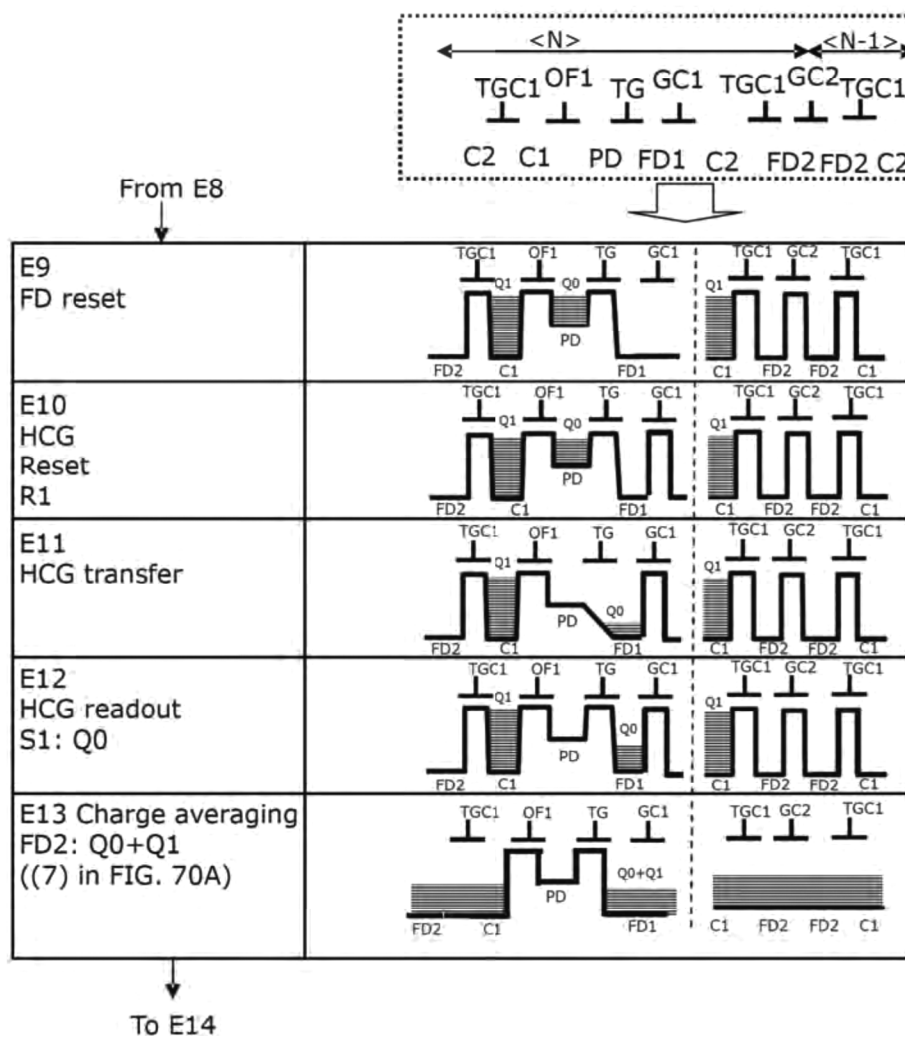 <N> <N-1>
TGC1 OF1 TG GC1 TGC1 GC2 TGC1
C2 C1 PD FD1 C2 FD2 FD2 C2
From E8
E9
FD reset
TGC1 OF1 TG GC1 TGC1 GC2 TGC1
Q1 Q0 Q1
PD
FD2 C1 FD1 C1 FD2 FD2 C1
E10
HCG
Reset
R1
TGC1 OF1 TG GC1 TGC1 GC2 TGC1
Q1 Q0 Q1
PD
FD2 C1 FD1 C1 FD2 FD2 C1
E11
HCG transfer
TGC1 OF1 TG GC1 TGC1 GC2 TGC1
Q1 Q1
Q0
PD
FD2 C1 FD1 C1 FD2 FD2 C1
E12
HCG readout
S1: Q0
TGC1 OF1 TG GC1 TGC1 GC2 TGC1
Q1 Q1
Q0
PD
FD2 C1 FD1 C1 FD2 FD2 C1
E13 Charge averaging
FD2: Q0+Q1
((7) in FIG. 70A)
TGC1 OF1 TG GC1 TGC1 GC2 TGC1
Q0+Q1
PD
FD2 C1 FD1 C1 FD2 FD2 C1
To E14